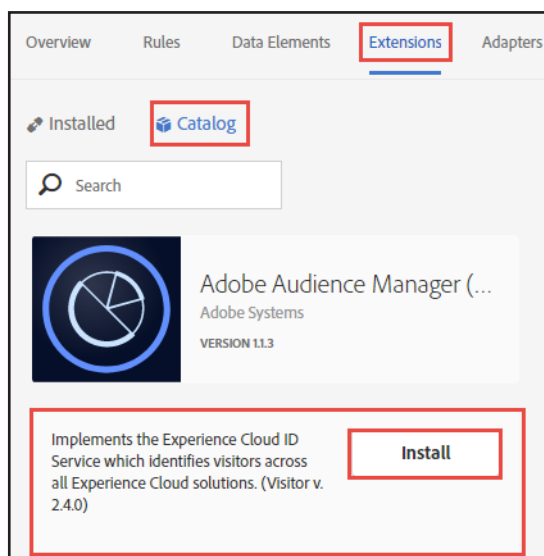 Overview Rules Data Elements Extensions Adapters
Installed Catalog
Search
Adobe Audience Manager (...
Adobe Systems
VERSION 1.1.3
Implements the Experience Cloud ID
Service which identifies visitors across
all Experience Cloud solutions. (Visitor v.
2.4.0)
Install